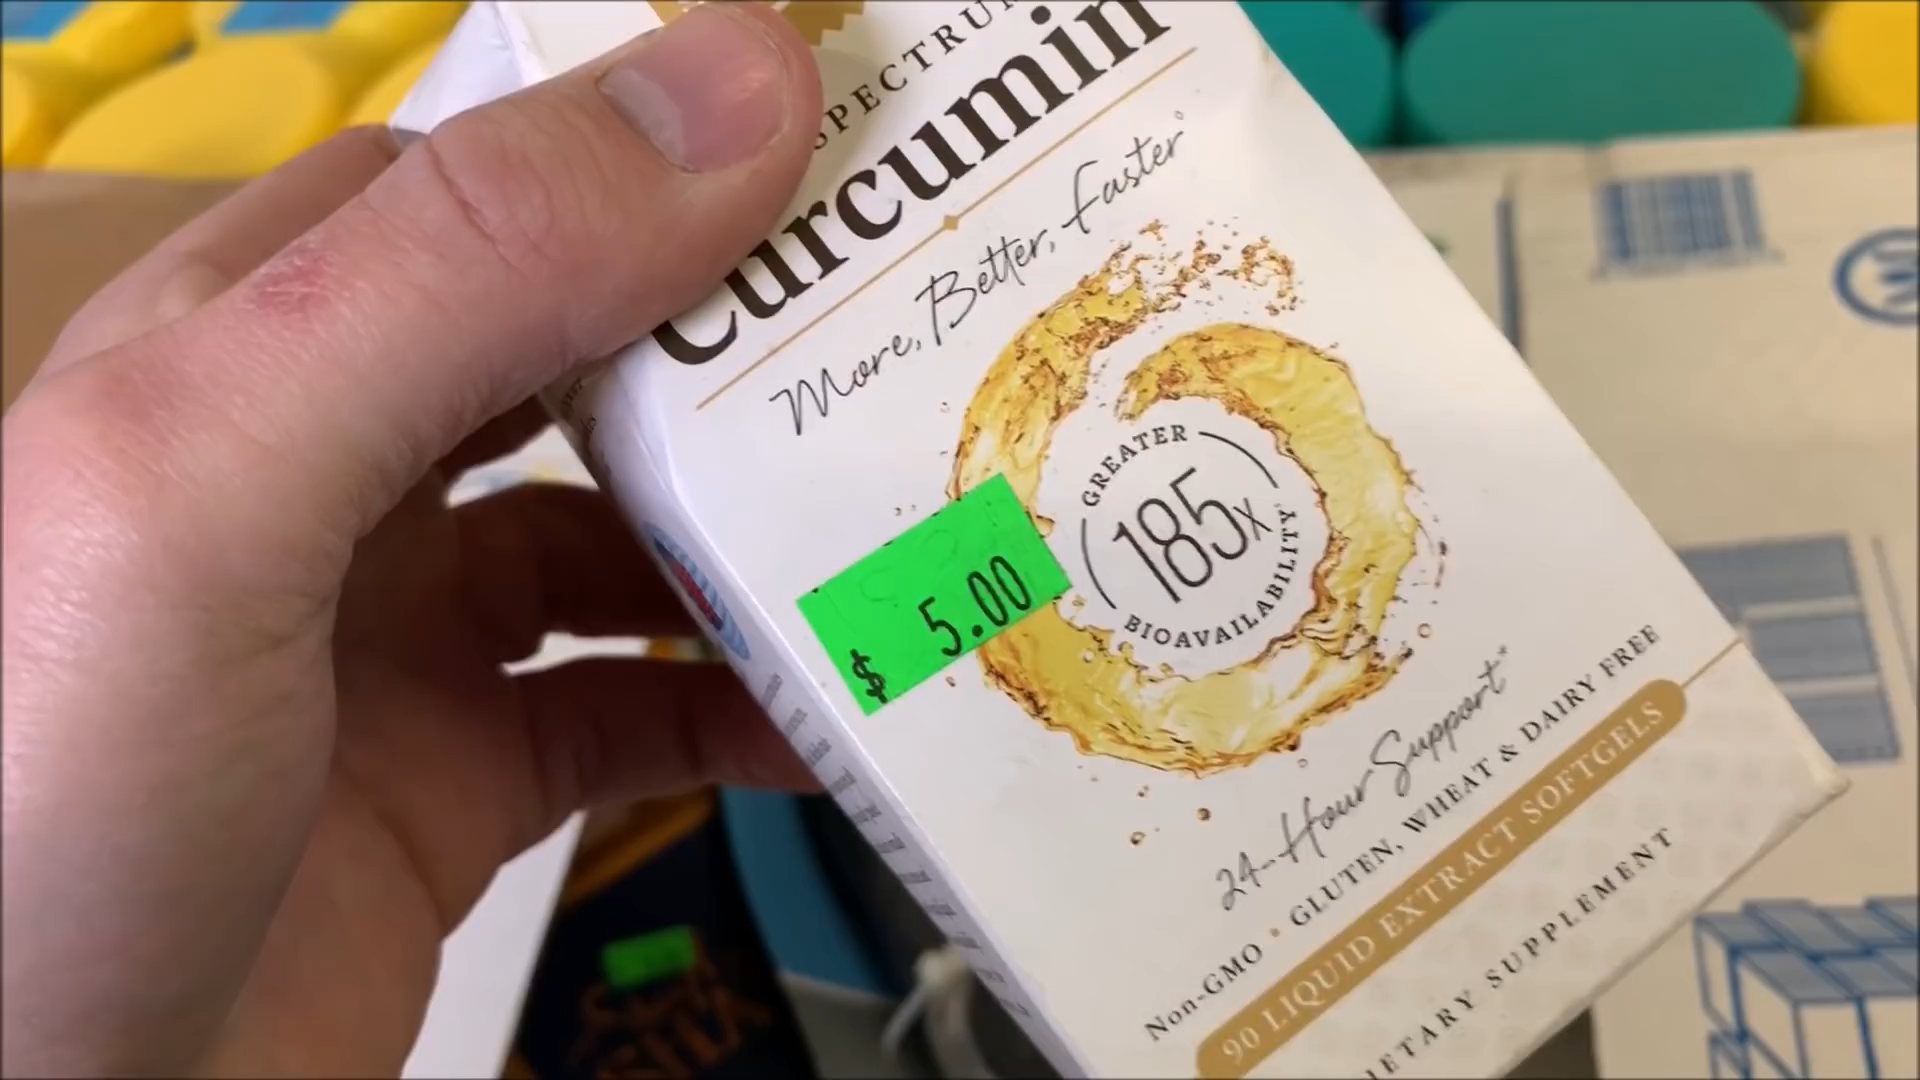 SPECTRUM
Curcumin
More, Better, Faster°
GREATER
185x
BIOAVAILABILITY*
$ 5.00
24-Hour Support*
Non-GMO • GLUTEN, WHEAT & DAIRY FREE
90 LIQUID EXTRACT SOFTGELS
IETARY SUPPLEMENT